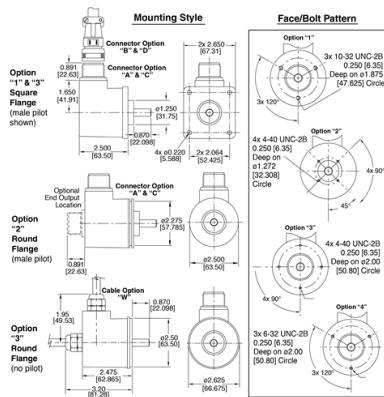 Mounting Style
Face/Bolt Pattern
Connector Option
"B" & "D"
Connector Option
"A" & "C"
0.891
[22.63]
1.650
[41.91]
Option
"1" & "3"
Square
Flange
(male pilot
shown)
ø1.250
[31.75]
0.870
[22.098]
2.500
[63.50]
2x 2.650
[67.31]
4x ø0.220
[5.588]
2x 2.064
[52.425]
Optional
End Output
Location
Connector Option
"A" & "C"
Option
"2"
Round
Flange
(male pilot)
ø2.275
[57.785]
0.891
[22.63]
ø2.500
[63.50]
Cable Option
"W"
0.870
[22.098]
1.95
[49.53]
Option
"3"
Round
Flange
(no pilot)
ø2.50
[63.50]
2.475
[62.865]
3.20
[81.28]
ø2.625
[66.675]
Option "1"
3x 10-32 UNC-2B
0.250 [6.35]
Deep on ø1.875
[47.625] Circle
3x 120°
Option "2"
4x 4-40 UNC-2B
0.250 [6.35]
Deep on
ø1.272
[32.308]
Circle
4x 90°
45°
Option "3"
4x 4-40 UNC-2B
0.250 [6.35]
Deep on ø2.00
[50.80] Circle
4x 90°
Option "4"
3x 6-32 UNC-2B
0.250 [6.35]
Deep on ø2.00
[50.80] Circle
3x 120°